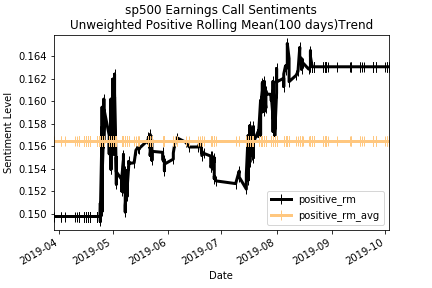 sp500 Earnings Call Sentiments
Unweighted Positive Rolling Mean(100 days)Trend
Sentiment Level
0.164
0.162
0.160
0.158
0.156
0.154
0.152
0.150
positive_rm
positive_rm_avg
2019-04
2019-05
2019-06
2019-07
2019-08
2019-09
2019-10
Date